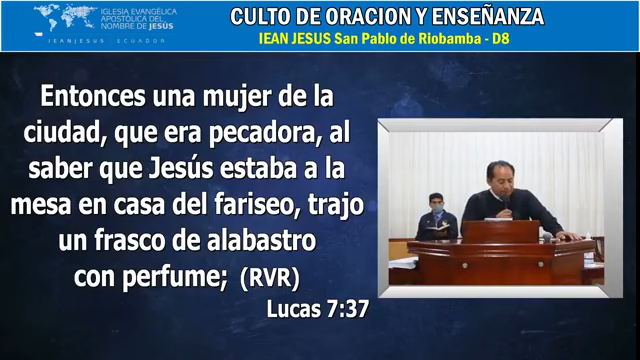 IGLESIA EVANGÉLICA
APOSTÓLICA DEL
NOMBRE DE JESÚS
IEANJESUS · ECUADOR
CULTO DE ORACION Y ENSEÑANZA
IEAN JESUS San Pablo de Riobamba - D8
Entonces una mujer de la
ciudad, que era pecadora, al
saber que Jesús estaba a la
mesa en casa del fariseo, trajo
un frasco de alabastro
con perfume; (RVR)
Lucas 7:37